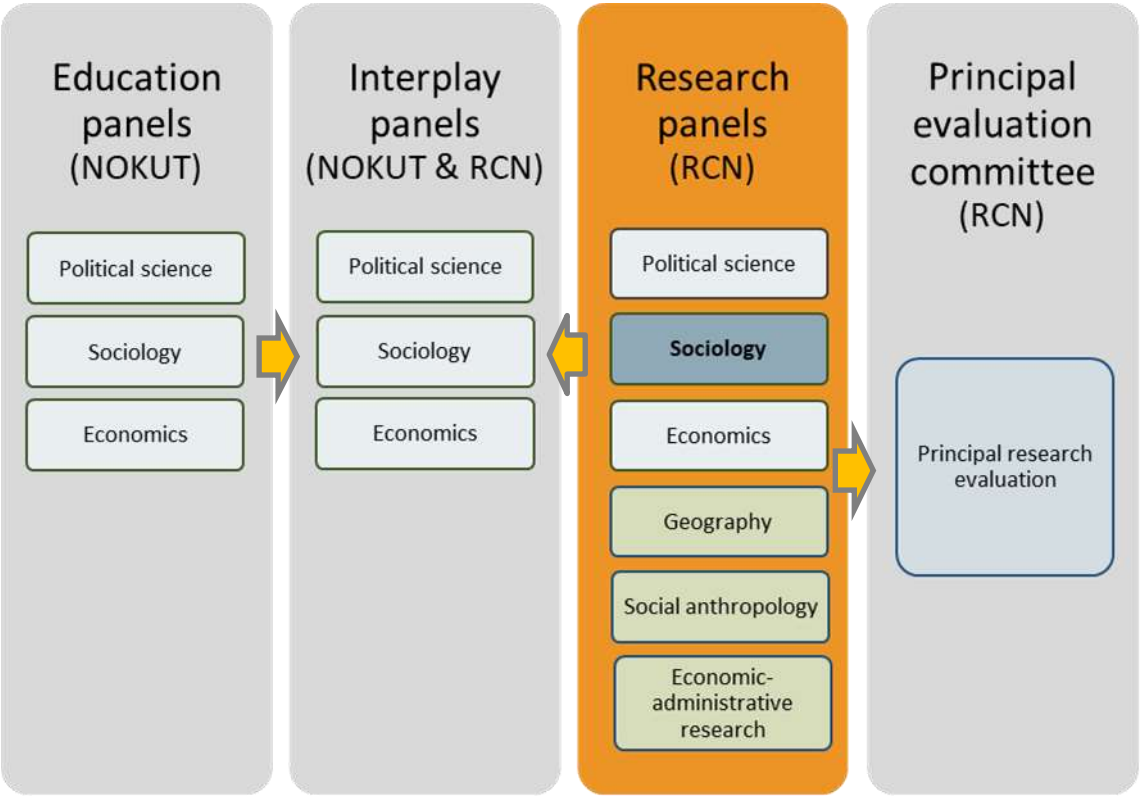 Education
panels
(NOKUT)
Political science
Sociology
Economics
Interplay
panels
(NOKUT & RCN)
Political science
Sociology
Economics
Research
panels
(RCN)
Political science
Sociology
Economics
Geography
Social anthropology
Economic-
administrative
research
Principal
evaluation
committee
(RCN)
Principal research
evaluation